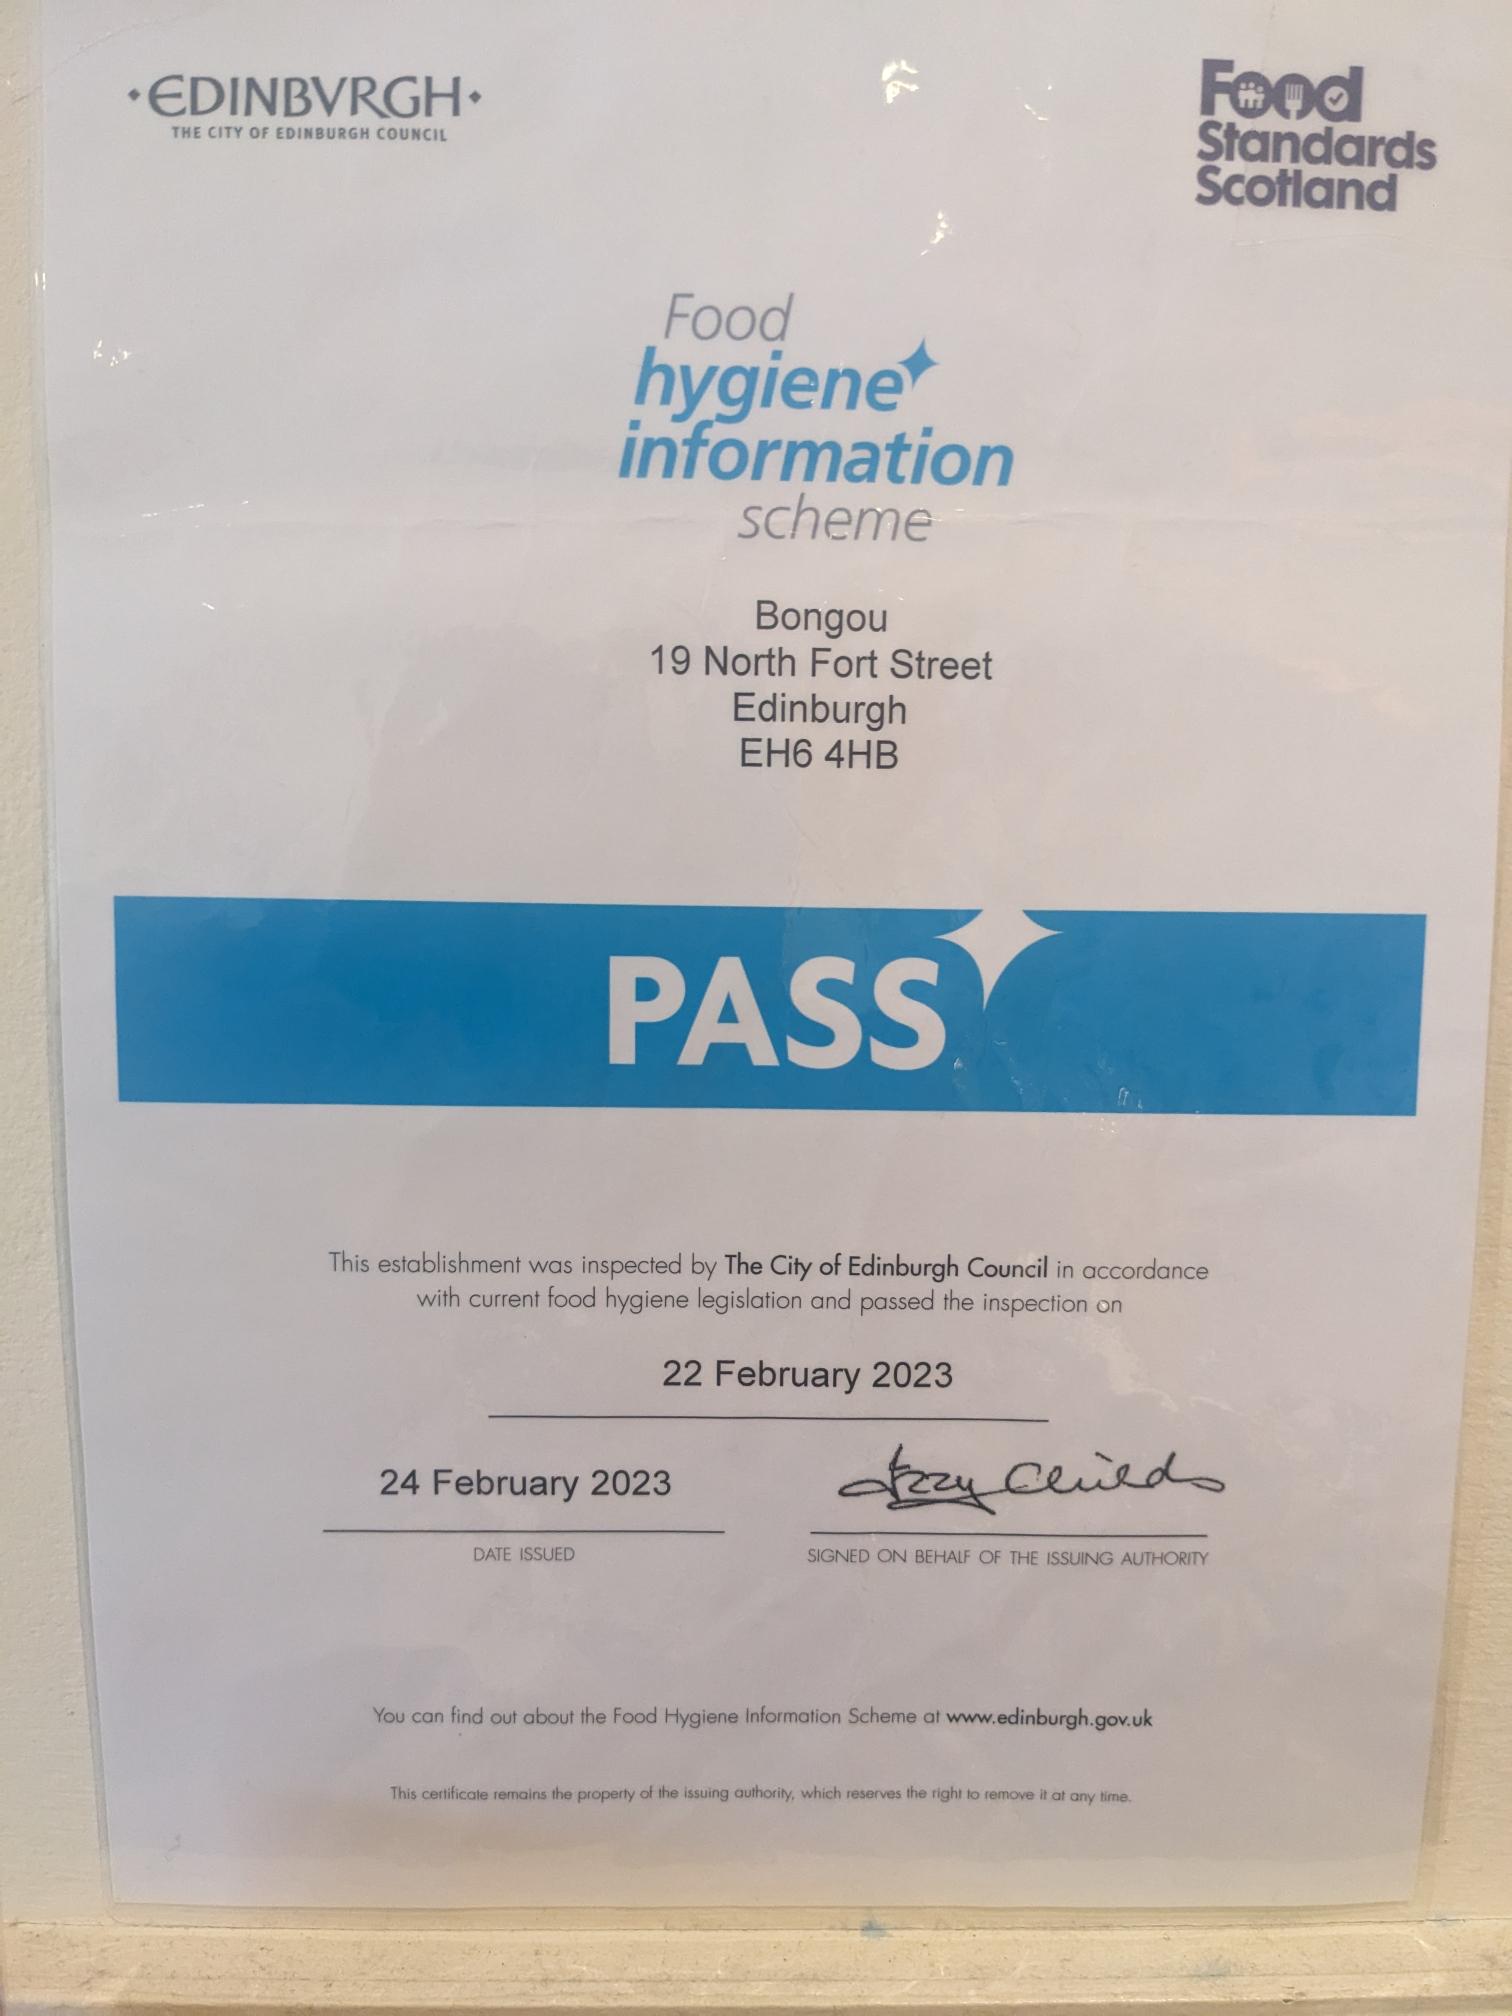 EDINBVRGH
THE CITY OF EDINBURGH COUNCIL
Food
Standards
Scotland
Food
hygiene
information
scheme
Bongou
19 North Fort Street
Edinburgh
EH6 4HB
PASS
This establishment was inspected by The City of Edinburgh Council in accordance
with current food hygiene legislation and passed the inspection on
22 February 2023
24 February 2023
Izzy Childs
DATE ISSUED
SIGNED ON BEHALF OF THE ISSUING AUTHORITY
You can find out about the Food Hygiene Information Scheme at www.edinburgh.gov.uk
This certificate remains the property of the issuing authority, which reserves the right to remove it at any time.